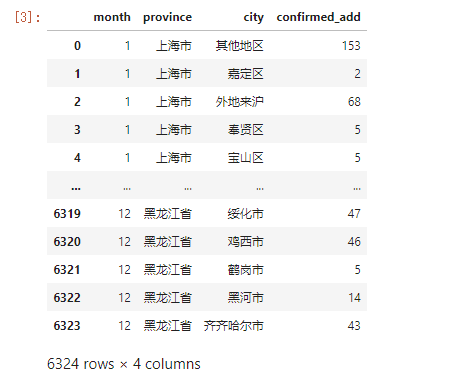 [3]:
month province city confirmed_add
0 1 上海市 其他地区 153
1 1 上海市 嘉定区 2
2 1 上海市 外地来沪 68
3 1 上海市 奉贤区 5
4 1 上海市 宝山区 5
... ... ... ... ...
6319 12 黑龙江省 绥化市 47
6320 12 黑龙江省 鸡西市 46
6321 12 黑龙江省 鹤岗市 5
6322 12 黑龙江省 黑河市 14
6323 12 黑龙江省 齐齐哈尔市 43
6324 rows × 4 columns